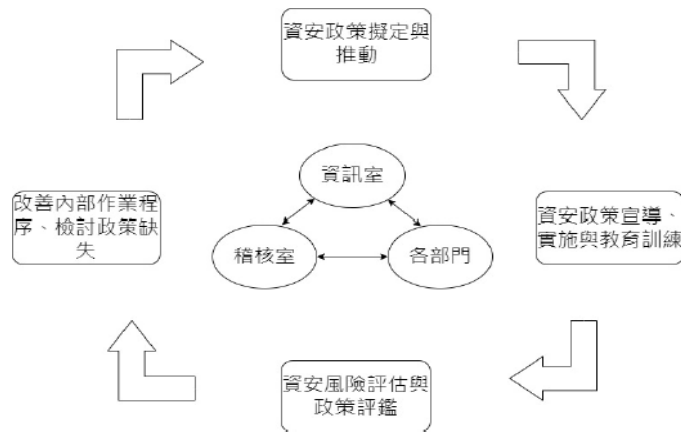 資安政策擬定與
推動
資訊室
改善內部作業程
序、檢討政策缺
失
稽核室
各部門
資安政策宣導、
實施與教育訓練
資安風險評估與
政策評鑑